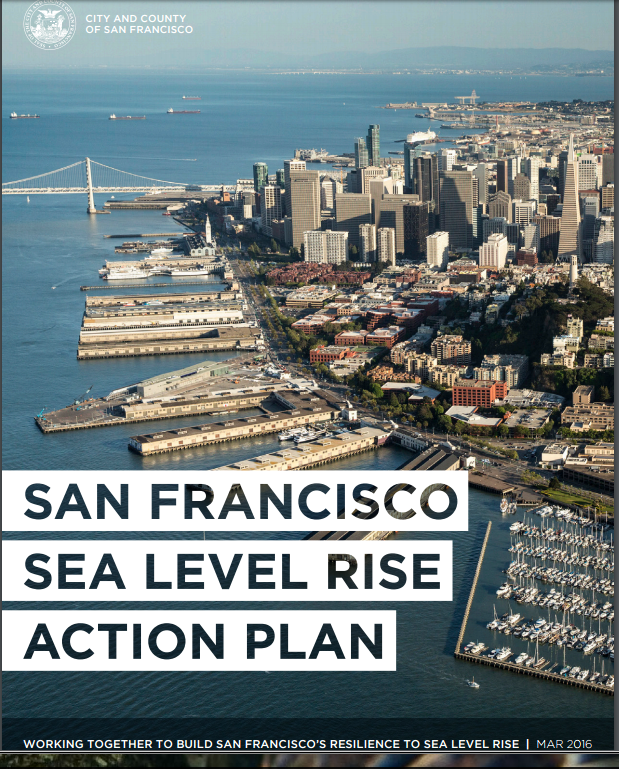 CITY AND COUNTY
OF SAN FRANCISCO
SAN FRANCISCO
SEA LEVEL RISE
ACTION PLAN
WORKING TOGETHER TO BUILD SAN FRANCISCO'S RESILIENCE TO SEA LEVEL RISE | MAR 2016